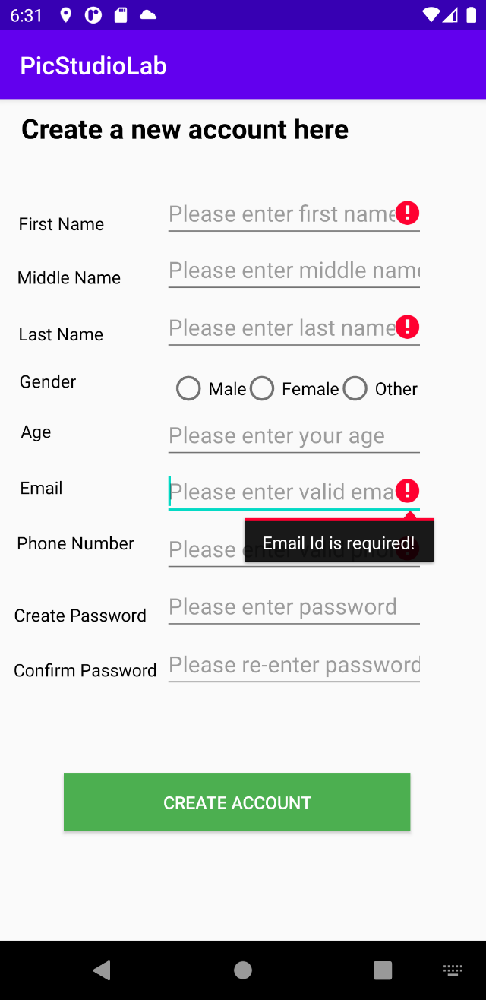 6:31
PicStudioLab
Create a new account here
First Name
Please enter first name
Middle Name
Please enter middle name
Last Name
Please enter last name
Gender
Male Female Other
Age
Please enter your age
Email
Please enter valid ema
Email Id is required!
Phone Number
Please enter valid phon
Create Password
Please enter password
Confirm Password
Please re-enter password
CREATE ACCOUNT